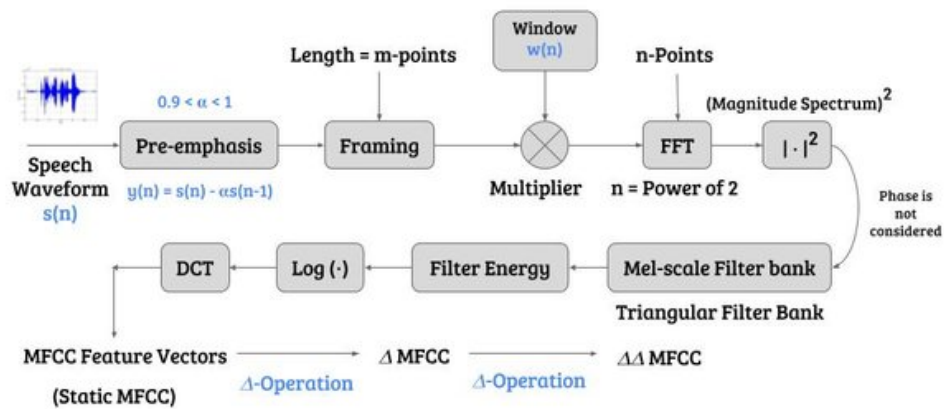 Window
w(n)
Length = m-points
n-Points
0.9 < α < 1
(Magnitude Spectrum)²
Pre-emphasis
Framing
FFT
|·|²
Speech
Waveform
s(n)
y(n) = s(n) - αs(n-1)
Multiplier
n = Power of 2
Phase is
not
considered
DCT
Log (·)
Filter Energy
Mel-scale Filter bank
Triangular Filter Bank
MFCC Feature Vectors
(Static MFCC)
Δ-Operation
Δ MFCC
Δ-Operation
ΔΔ MFCC